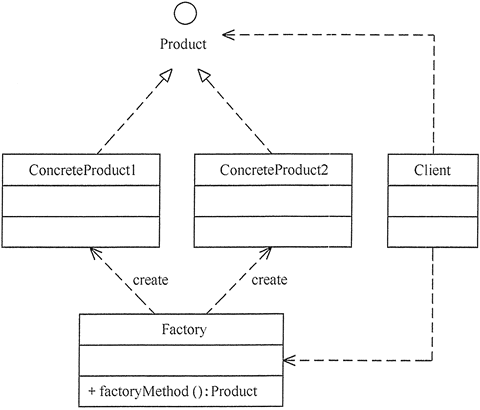 Product
ConcreteProduct1
ConcreteProduct2
Client
create
create
Factory
+ factoryMethod ( ) : Product